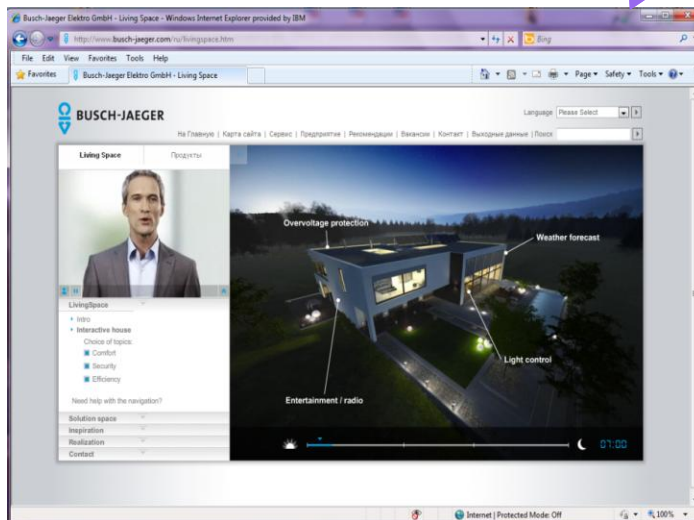 Busch-Jaeger Elektro GmbH - Living Space - Windows Internet Explorer provided by IBM
http://www.busch-jaeger.com/ru/livingspace.htm
Bing
File Edit View Favorites Tools Help
Favorites
Busch-Jaeger Elektro GmbH - Living Space
Page Safety Tools
BUSCH-JAEGER
Language Please Select
На Главную | Карта сайта | Сервис | Предприятие | Рекомендации | Вакансии | Контакт | Выходные данные | Поиск
Living Space
Продукты
Overvoltage protection
Weather forecast
LivingSpace
Intro
Interactive house
Choice of topics:
Comfort
Security
Efficiency
Light control
Need help with the navigation?
Entertainment / radio
Solution space
Inspiration
Realization
Contact
07:00
Internet | Protected Mode: Off
100%